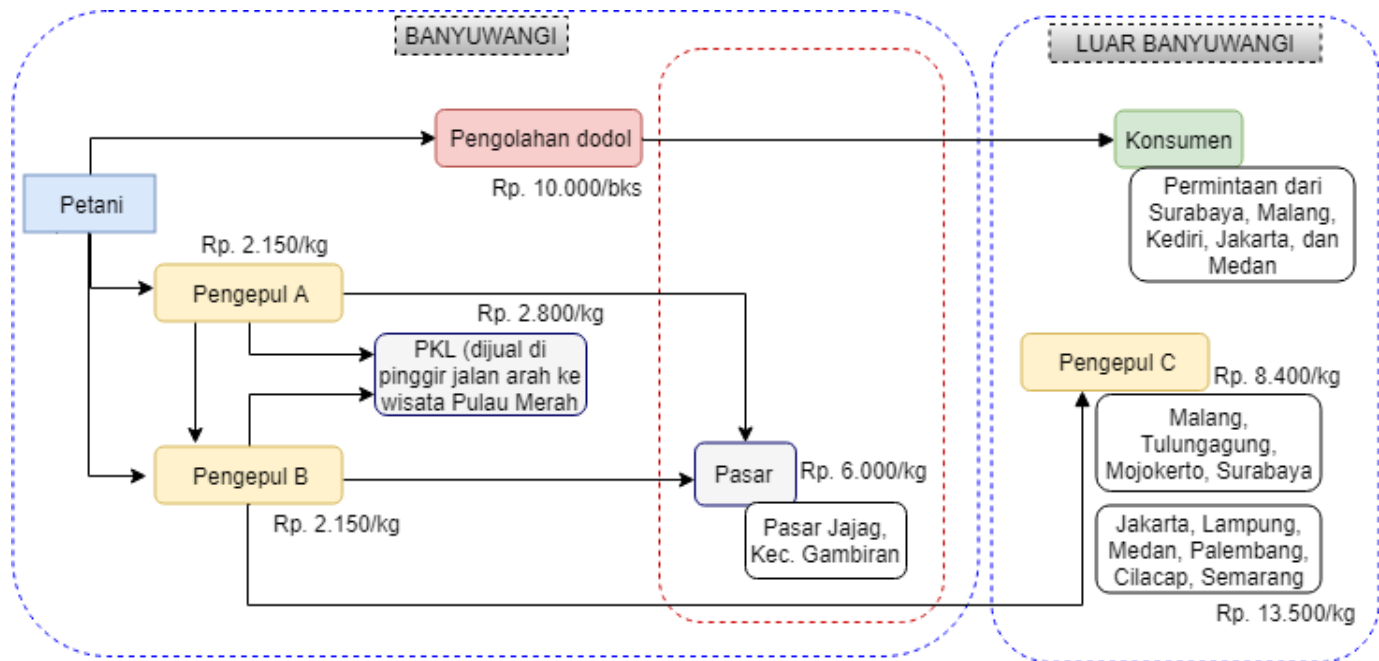 BANYUWANGI
LUAR BANYUWANGI
Pengolahan dodol
Rp. 10.000/bks
Konsumen
Permintaan dari
Surabaya, Malang,
Kediri, Jakarta, dan
Medan
Petani
Rp. 2.150/kg
Pengepul A
Rp. 2.800/kg
PKL (dijual di
pinggir jalan arah ke
wisata Pulau Merah
Pengepul B
Rp. 2.150/kg
Pasar
Rp. 6.000/kg
Pasar Jajag,
Kec. Gambiran
Pengepul C
Rp. 8.400/kg
Malang,
Tulungagung,
Mojokerto, Surabaya
Jakarta, Lampung,
Medan, Palembang,
Cilacap, Semarang
Rp. 13.500/kg